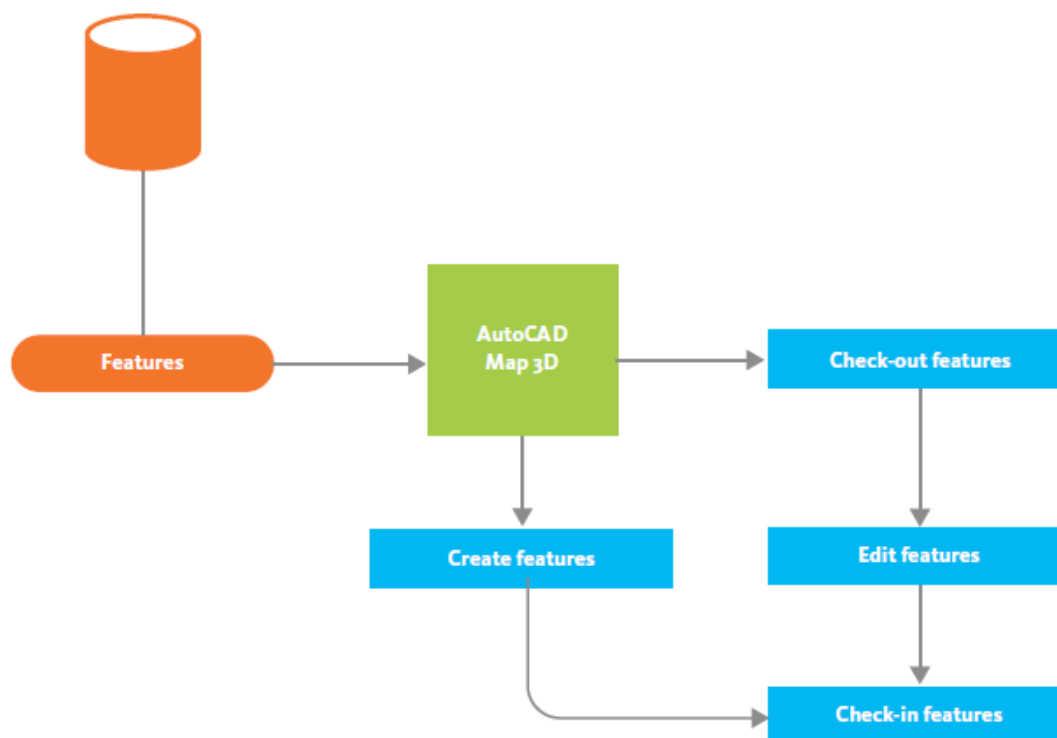 AutoCAD
Map 3D
Features
Check-out features
Create features
Edit features
Check-in features